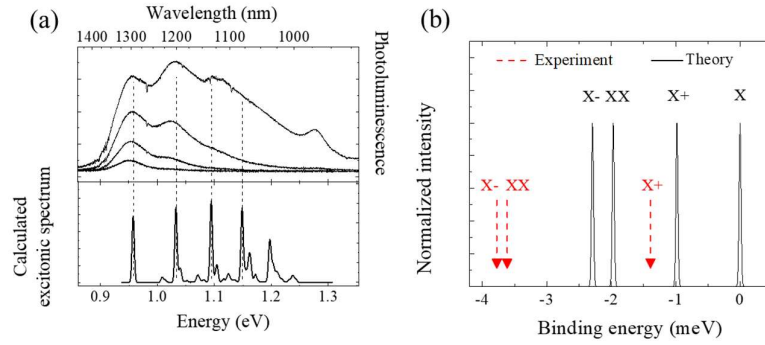 (a)
Wavelength (nm)
1400 1300 1200 1100 1000
Photoluminescence
Calculated
excitonic spectrum
0.9 1.0 1.1 1.2 1.3
Energy (eV)
(b)
Experiment Theory
X- XX X+ X
X- XX X+
Normalized intensity
-4 -3 -2 -1 0
Binding energy (meV)